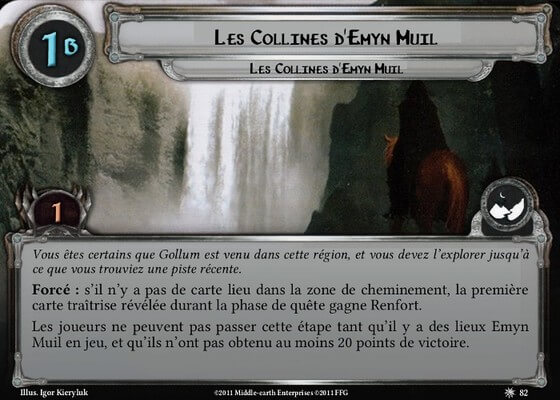 1B
LES COLLINES D'EMYN MUIL
LES COLLINES D'EMYN MUIL
1
Vous êtes certains que Gollum est venu dans cette région, et vous devez l'explorer jusqu'à
ce que vous trouviez une piste récente.
Forcé : s'il n'y a pas de carte lieu dans la zone de cheminement, la première
carte traîtrise révélée durant la phase de quête gagne Renfort.
Les joueurs ne peuvent pas passer cette étape tant qu'il y a des lieux Emyn
Muil en jeu, et qu'ils n'ont pas obtenu au moins 20 points de victoire.
Illus. Igor Kieryluk ©2011 Middle-earth Enterprises ©2011 FFG 82